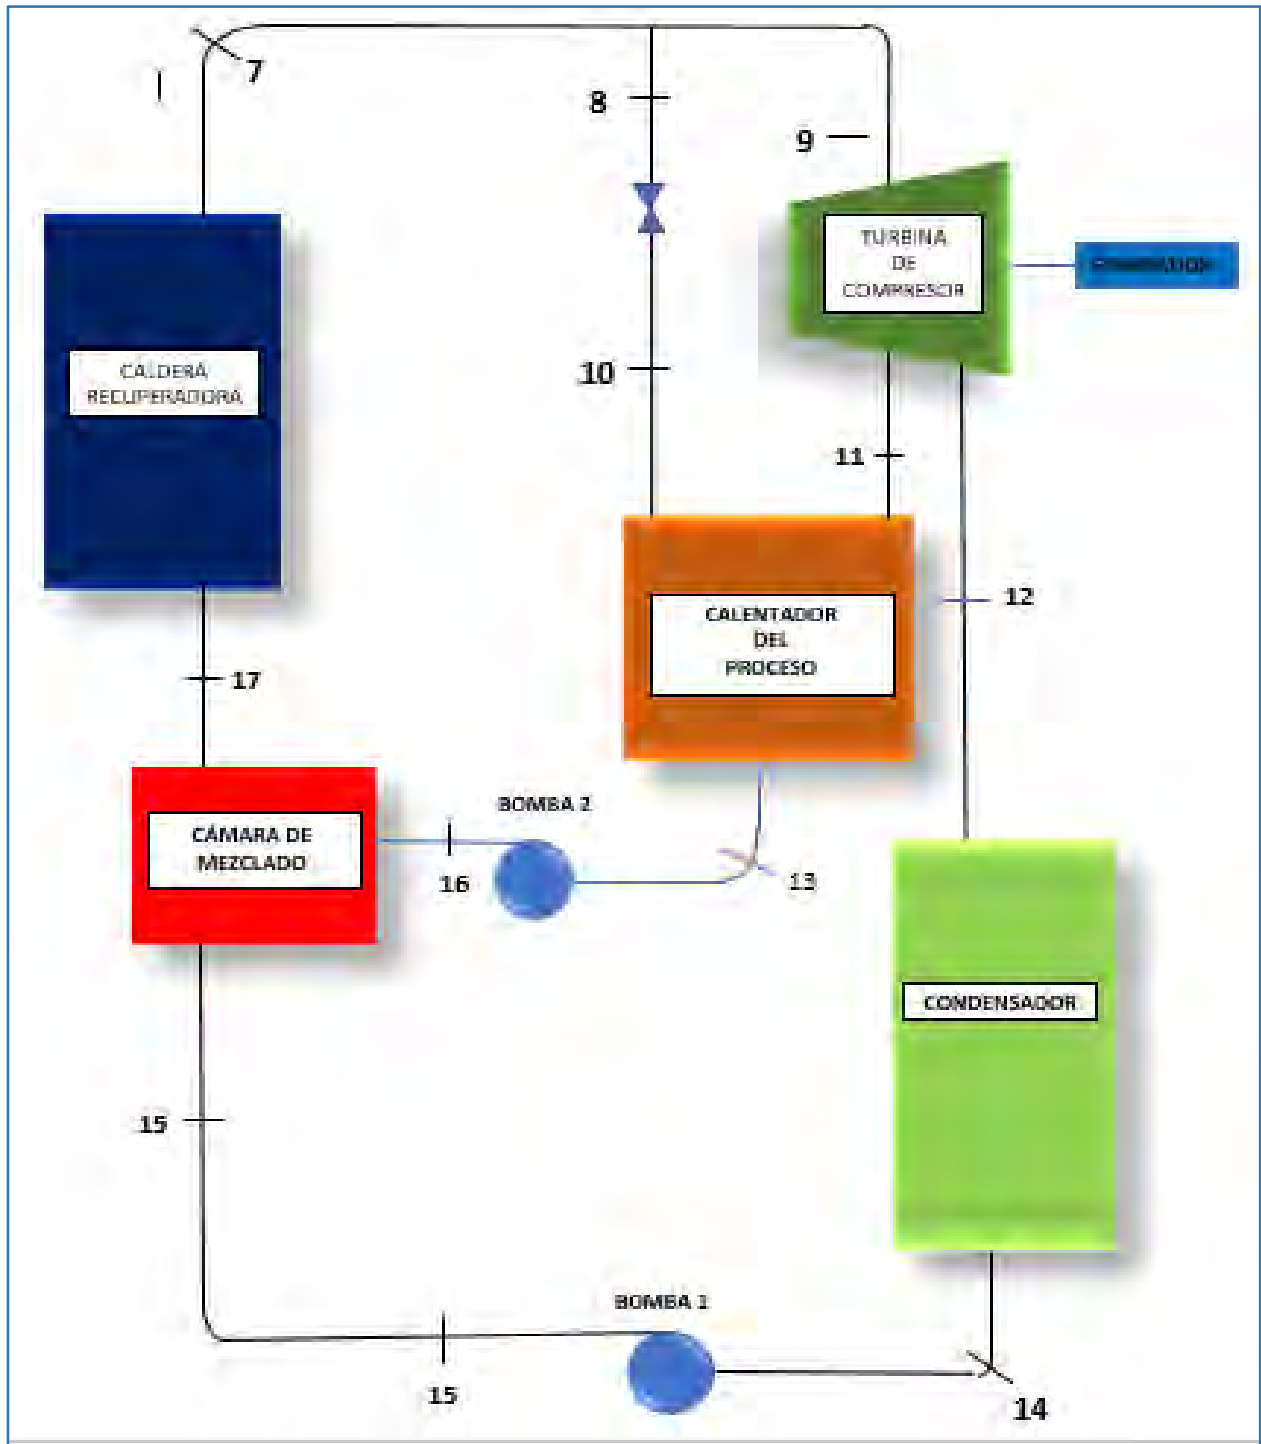 7
8
9
TURBINA
DE
COMPRESOR
CALDERA
RECUPERADORA
10
11
12
CALENTADOR
DEL
PROCESO
17
BOMBA 2
CÁMARA DE
MEZCLADO
16
13
CONDENSADOR
15
BOMBA 1
15
14